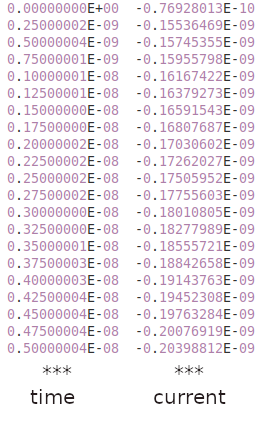 0.00000000E+00 -0.76928013E-10
0.25000002E-09 -0.15536469E-09
0.50000004E-09 -0.15745355E-09
0.75000001E-09 -0.15955798E-09
0.10000001E-08 -0.16167422E-09
0.12500001E-08 -0.16379273E-09
0.15000000E-08 -0.16591543E-09
0.17500000E-08 -0.16807687E-09
0.20000002E-08 -0.17030602E-09
0.22500002E-08 -0.17262027E-09
0.25000002E-08 -0.17505952E-09
0.27500002E-08 -0.17755603E-09
0.30000000E-08 -0.18010805E-09
0.32500000E-08 -0.18277989E-09
0.35000001E-08 -0.18555721E-09
0.37500003E-08 -0.18842658E-09
0.40000003E-08 -0.19143763E-09
0.42500004E-08 -0.19452308E-09
0.45000004E-08 -0.19763284E-09
0.47500004E-08 -0.20076919E-09
0.50000004E-08 -0.20398812E-09
*** ***
time current